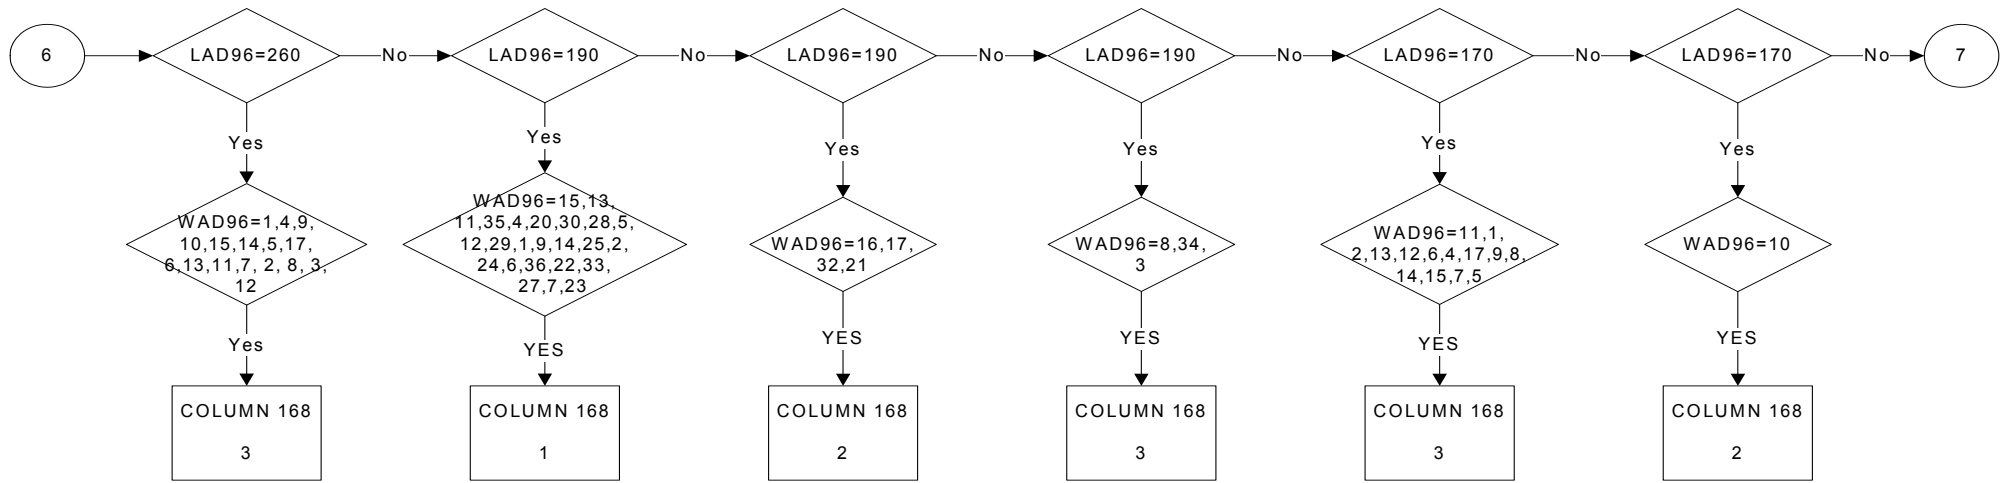 6
LAD96=260
No
LAD96=190
No
LAD96=190
No
LAD96=190
No
LAD96=170
No
LAD96=170
No
7
Yes
Yes
Yes
Yes
Yes
Yes
WAD96=1,4,9,
10,15,14,5,17,
6,13,11,7, 2, 8, 3,
12
WAD96=15,13,
11,35,4,20,30,28,5,
12,29,1,9,14,25,2,
24,6,36,22,33,
27,7,23
WAD96=16,17,
32,21
WAD96=8,34,
3
WAD96=11,1,
2,13,12,6,4,17,9,8,
14,15,7,5
WAD96=10
Yes
YES
YES
YES
YES
YES
COLUMN 168
3
COLUMN 168
1
COLUMN 168
2
COLUMN 168
3
COLUMN 168
3
COLUMN 168
2